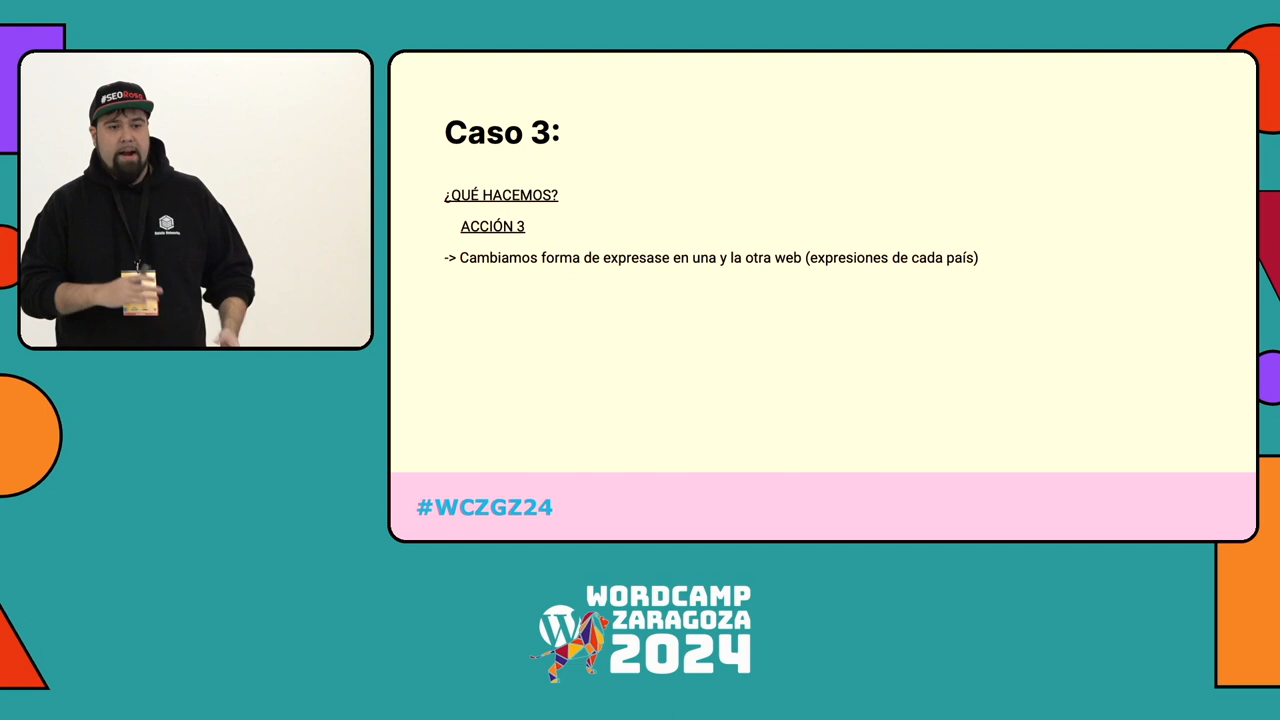 #SEORosa
Caso 3:
¿QUÉ HACEMOS?
ACCIÓN 3
-> Cambiamos forma de expresase en una y la otra web (expresiones de cada país)
#WCZGZ24
WORDCAMP
ZARAGOZA
2024